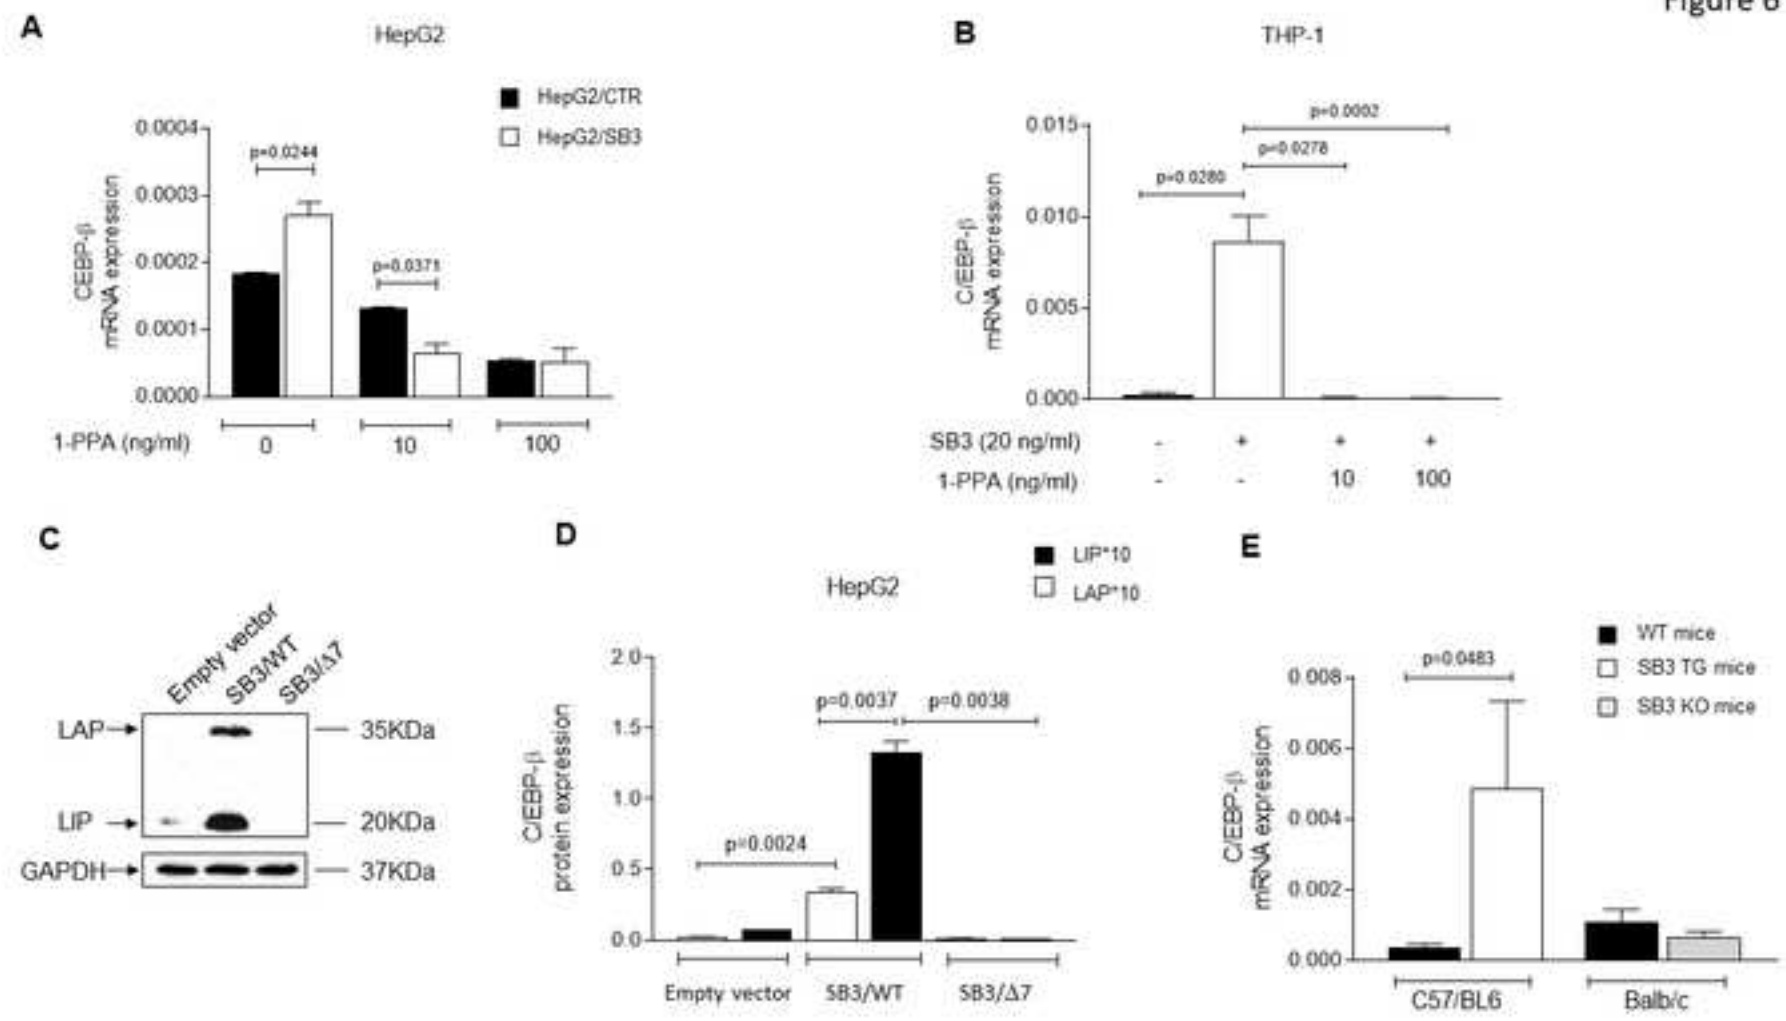 Figure 6
A
HepG2
HepG2/CTR
HepG2/SB3
CEBP-β
mRNA expression
0.0004
0.0003
0.0002
0.0001
0.0000
p=0.0244
p=0.0371
1-PPA (ng/ml)
0
10
100
B
THP-1
C/EBP-β
mRNA expression
0.015
0.010
0.005
0.000
p=0.0002
p=0.0278
p=0.0280
SB3 (20 ng/ml)
- + + +
1-PPA (ng/ml)
- - 10 100
C
Empty vector
SB3/WT
SB3/Δ7
LAP
35KDa
LIP
20KDa
GAPDH
37KDa
D
HepG2
LIP*10
LAP*10
C/EBP-β
protein expression
2.0
1.5
1.0
0.5
0.0
p=0.0037
p=0.0038
p=0.0024
Empty vector
SB3/WT
SB3/Δ7
E
WT mice
SB3 TG mice
SB3 KO mice
C/EBP-β
mRNA expression
0.008
0.006
0.004
0.002
0.000
p=0.0483
C57/BL6
Balb/c